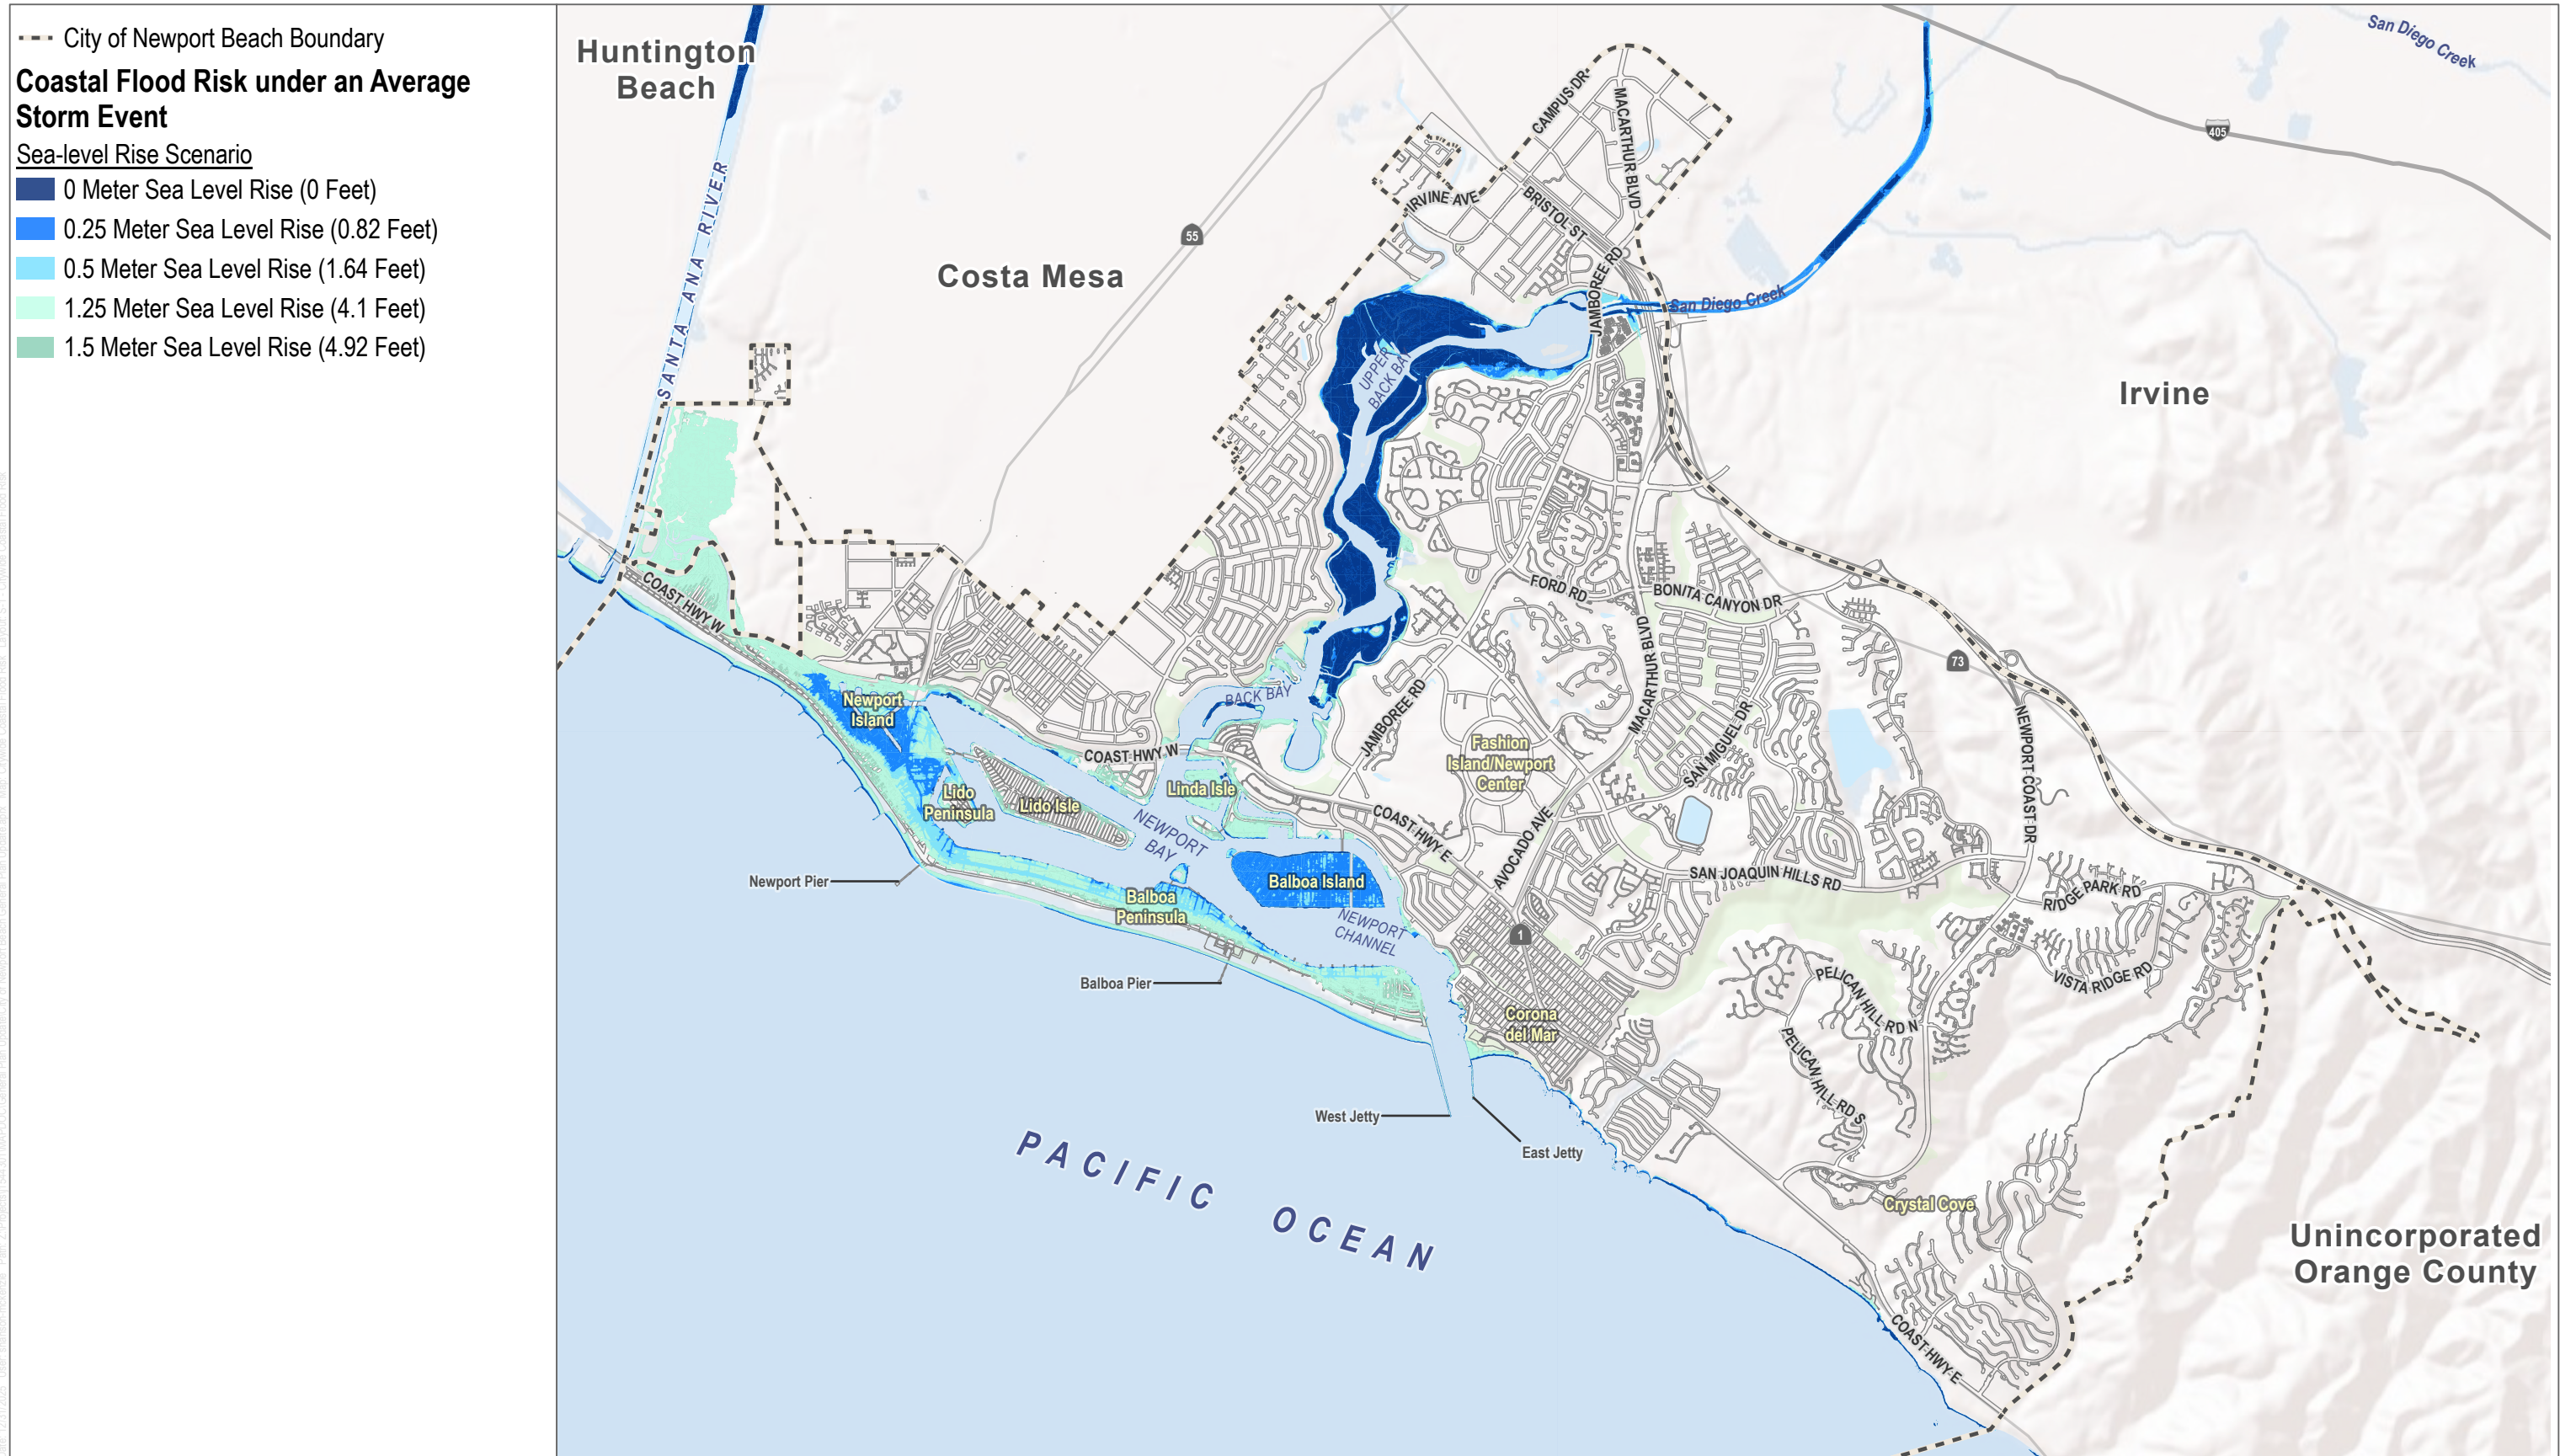 City of Newport Beach Boundary
Coastal Flood Risk under an Average
Storm Event
Sea-level Rise Scenario
0 Meter Sea Level Rise (0 Feet)
0.25 Meter Sea Level Rise (0.82 Feet)
0.5 Meter Sea Level Rise (1.64 Feet)
1.25 Meter Sea Level Rise (4.1 Feet)
1.5 Meter Sea Level Rise (4.92 Feet)
Huntington
Beach
San Diego Creek
405
CAMPUS DR
MACARTHUR BLVD
SANTA ANA RIVER
IRVINE AVE
BRISTOL ST
55
Costa Mesa
JAMBOREE RD
San Diego Creek
UPPER
BACK BAY
Irvine
COAST HWY W
FORD RD
BONITA CANYON DR
MACARTHUR BLVD
73
Newport
Island
BACK BAY
JAMBOREE RD
SAN MIGUEL DR
NEWPORT COAST DR
COAST HWY W
Fashion
Island/Newport
Center
Lido
Peninsula
Lido Isle
Linda Isle
NEWPORT
BAY
COAST HWY E
AVOCADO AVE
Newport Pier
Balboa Island
SAN JOAQUIN HILLS RD
RIDGE PARK RD
Balboa
Peninsula
NEWPORT
CHANNEL
1
Balboa Pier
VISTA RIDGE RD
PELICAN HILL RD N
Corona
del Mar
PELICAN HILL RD S
West Jetty
East Jetty
PACIFIC OCEAN
Crystal Cove
Unincorporated
Orange County
COAST HWY E